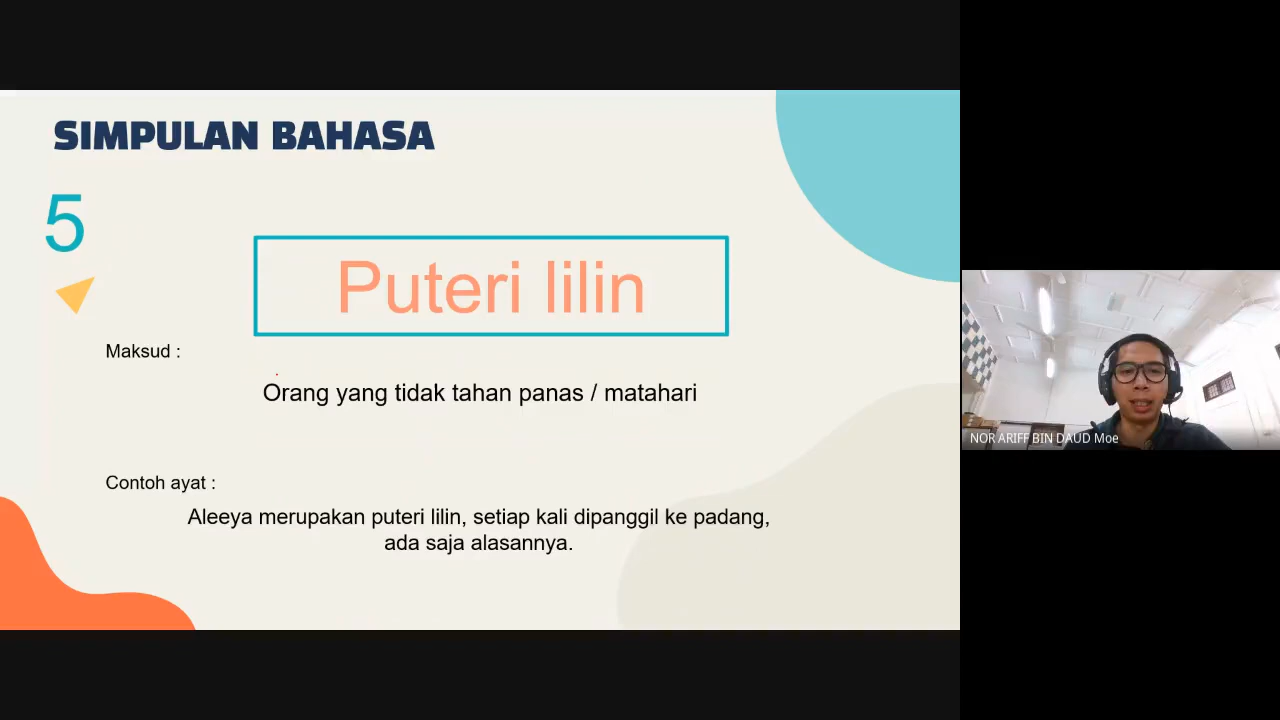 SIMPULAN BAHASA
5
Puteri lilin
Maksud :
Orang yang tidak tahan panas / matahari
Contoh ayat :
Aleeya merupakan puteri lilin, setiap kali dipanggil ke padang,
ada saja alasannya.
NOR ARIFF BIN DAUD Moe